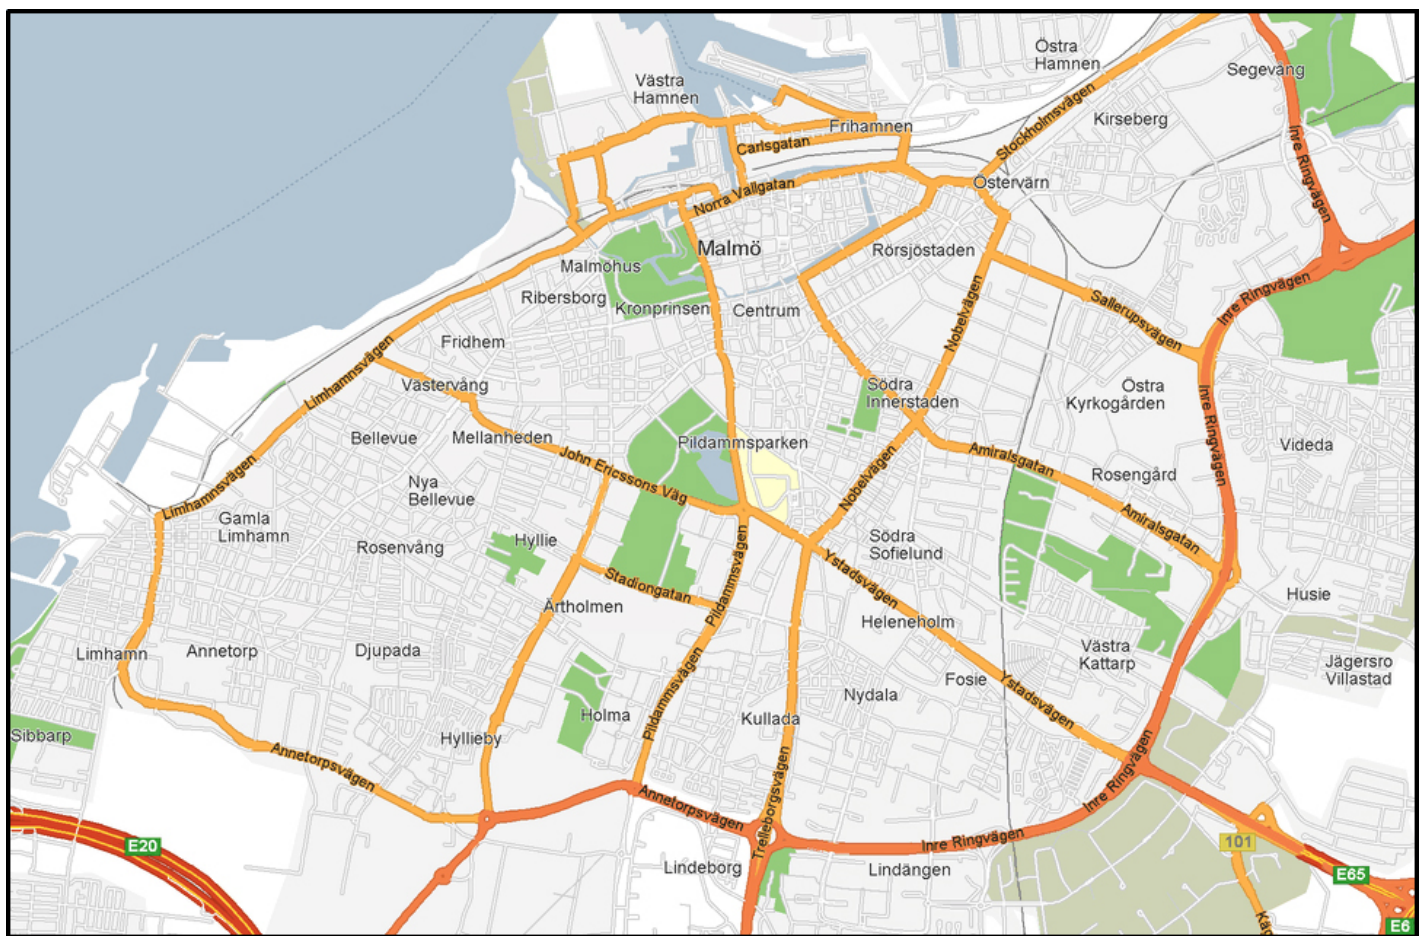 Östra
Hamnen
Segevång
Västra
Hamnen
Stockholmsvägen
Kirseberg
Frihamnen
Carlsgatan
Inre Ringvägen
Norra Vallgatan
Östervärn
Malmö
Rörsjöstaden
Malmöhus
Ribersborg
Kronprinsen
Centrum
Inre Ringvägen
Sallerupsvägen
Nobelvägen
Fridhem
Limhamnsvägen
Västervång
Södra
Innerstaden
Östra
Kyrkogården
Inre Ringvägen
Bellevue
Mellanheden
Pildammsparken
Videda
John Ericssons Väg
Amiralsgatan
Rosengård
Limhamnsvägen
Nya
Bellevue
Nobelvägen
Gamla
Limhamn
Amiralsgatan
Rosenvång
Hyllie
Södra
Sofielund
Pildammsvägen
Ystadsvägen
Stadiongatan
Ärtholmen
Husie
Heleneholm
Limhamn
Annetorp
Djupada
Västra
Kattarp
Jägersro
Villastad
Pildammsvägen
Fosie
Nydala
Ystadsvägen
Holma
Kullada
Sibbarp
Hyllieby
Annetorpsvägen
Inre Ringvägen
Annetorpsvägen
Trelleborgsvägen
Inre Ringvägen
E20
101
Lindeborg
Lindängen
E65
E6